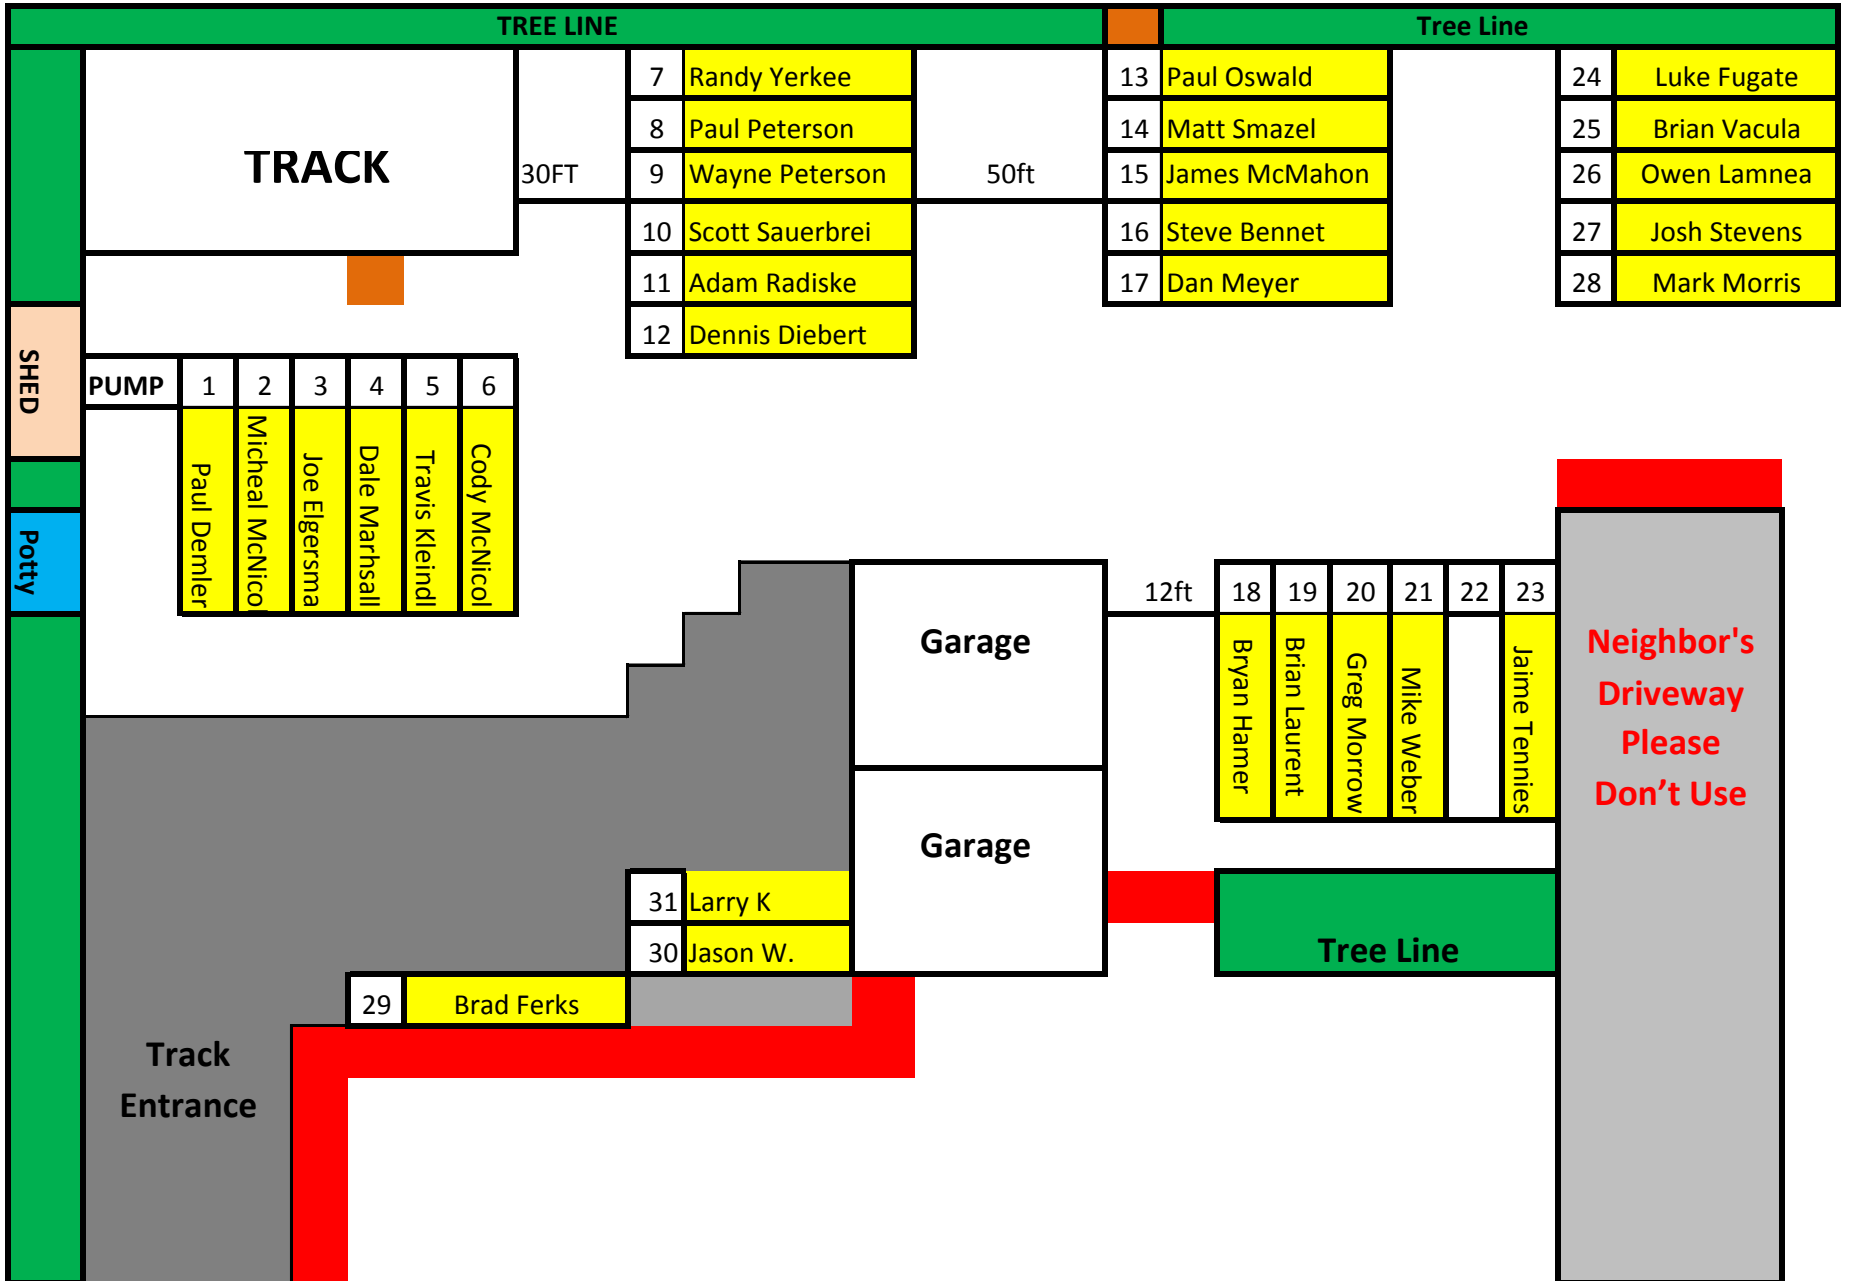 TREE LINE
Tree Line
7 Randy Yerkee
13 Paul Oswald
24 Luke Fugate
8 Paul Peterson
14 Matt Smazel
25 Brian Vacula
TRACK
30FT
9 Wayne Peterson
50ft
15 James McMahon
26 Owen Lamnea
10 Scott Sauerbrei
16 Steve Bennet
27 Josh Stevens
11 Adam Radiske
17 Dan Meyer
28 Mark Morris
12 Dennis Diebert
SHED
PUMP 1 2 3 4 5 6
Paul Demler
Micheal McNicol
Joe Elgersma
Dale Marhsall
Travis Kleindl
Cody McNicol
Potty
Garage
12ft
18 19 20 21 22 23
Bryan Hamer
Brian Laurent
Greg Morrow
Mike Weber
Jaime Tennies
Neighbor's
Driveway
Please
Don’t Use
Garage
31 Larry K
30 Jason W.
Tree Line
29 Brad Ferks
Track
Entrance